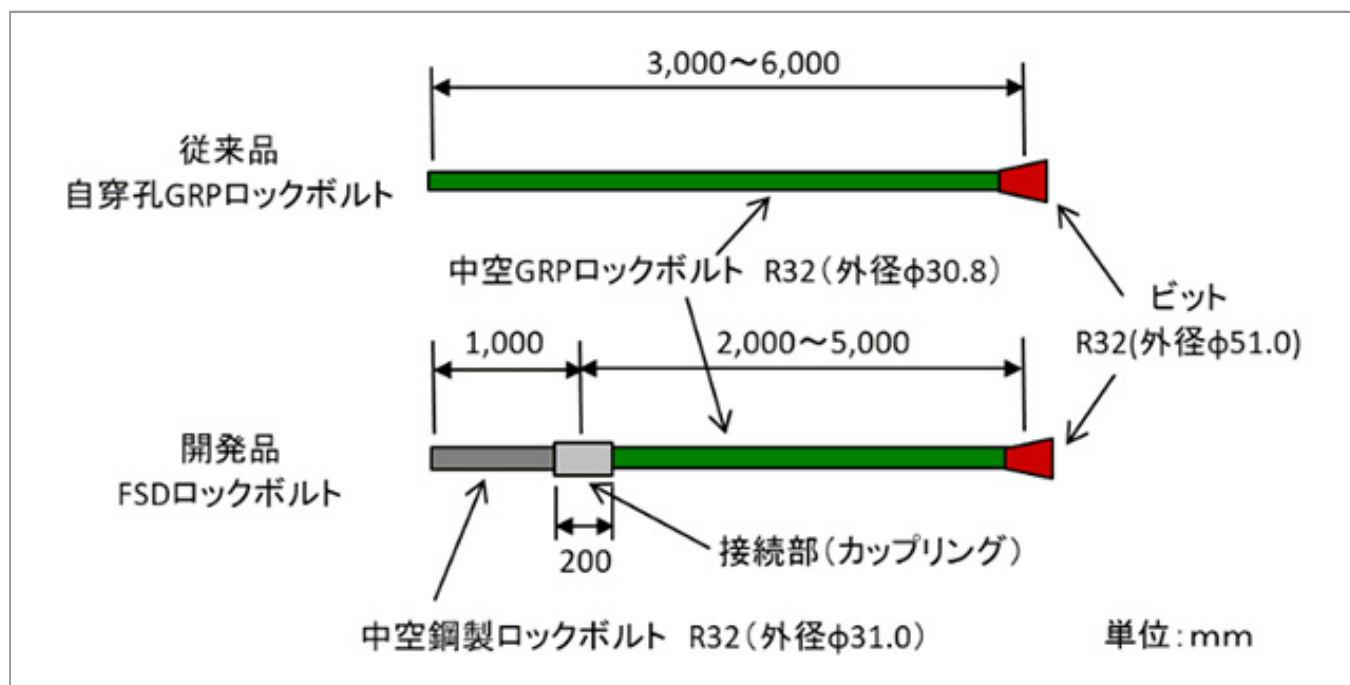 3,000～6,000
従来品
自穿孔GRPロックボルト
中空GRPロックボルト R32（外径φ30.8）
ビット
R32(外径φ51.0)
1,000
2,000～5,000
開発品
FSDロックボルト
200
接続部（カップリング）
中空鋼製ロックボルト R32（外径φ31.0）
単位：mm